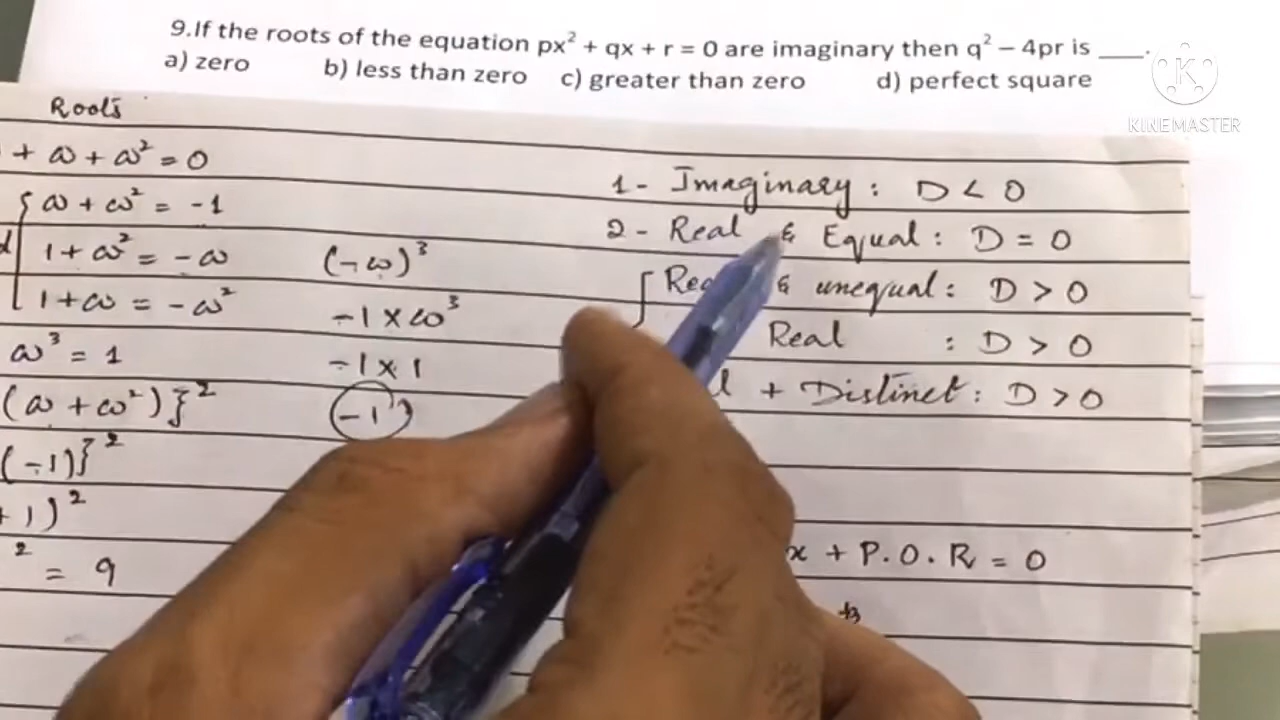 9.If the roots of the equation px² + qx + r = 0 are imaginary then q² – 4pr is ___.
a) zero b) less than zero c) greater than zero d) perfect square
KINEMASTER
Roots
+ ω + ω² = 0
ω + ω² = -1
1 + ω² = -ω
1 + ω = -ω²
ω³ = 1
(ω + ω²)}²
(-1)}²
+ 1)²
² = 9
(-ω)³
-1 × ω³
-1 × 1
-1
1- Imaginary : D < 0
2- Real & Equal : D = 0
& unequal : D > 0
Real : D > 0
+ Distinct : D > 0
x + P.O.R = 0